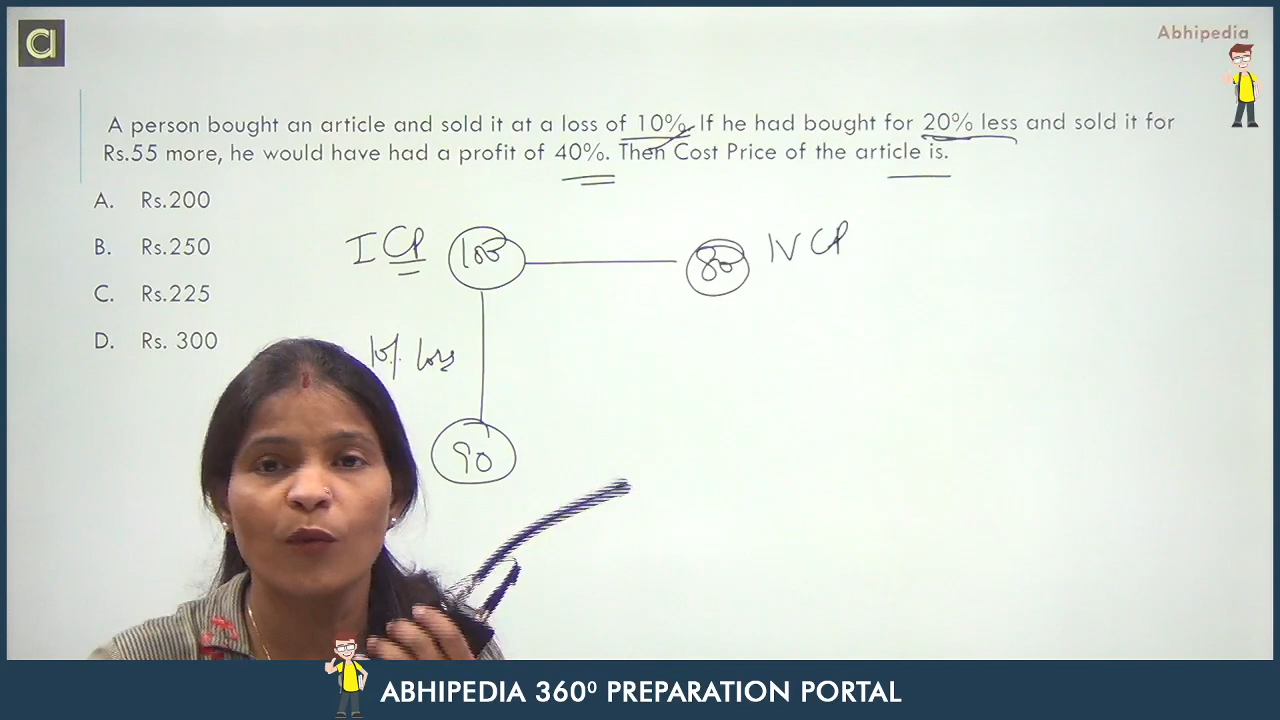 Abhipedia
A person bought an article and sold it at a loss of 10%. If he had bought for 20% less and sold it for
Rs.55 more, he would have had a profit of 40%. Then Cost Price of the article is.
A. Rs.200
B. Rs.250
C. Rs.225
D. Rs. 300
I CP 100 80 N CP
10% loss
90
ABHIPEDIA 360⁰ PREPARATION PORTAL